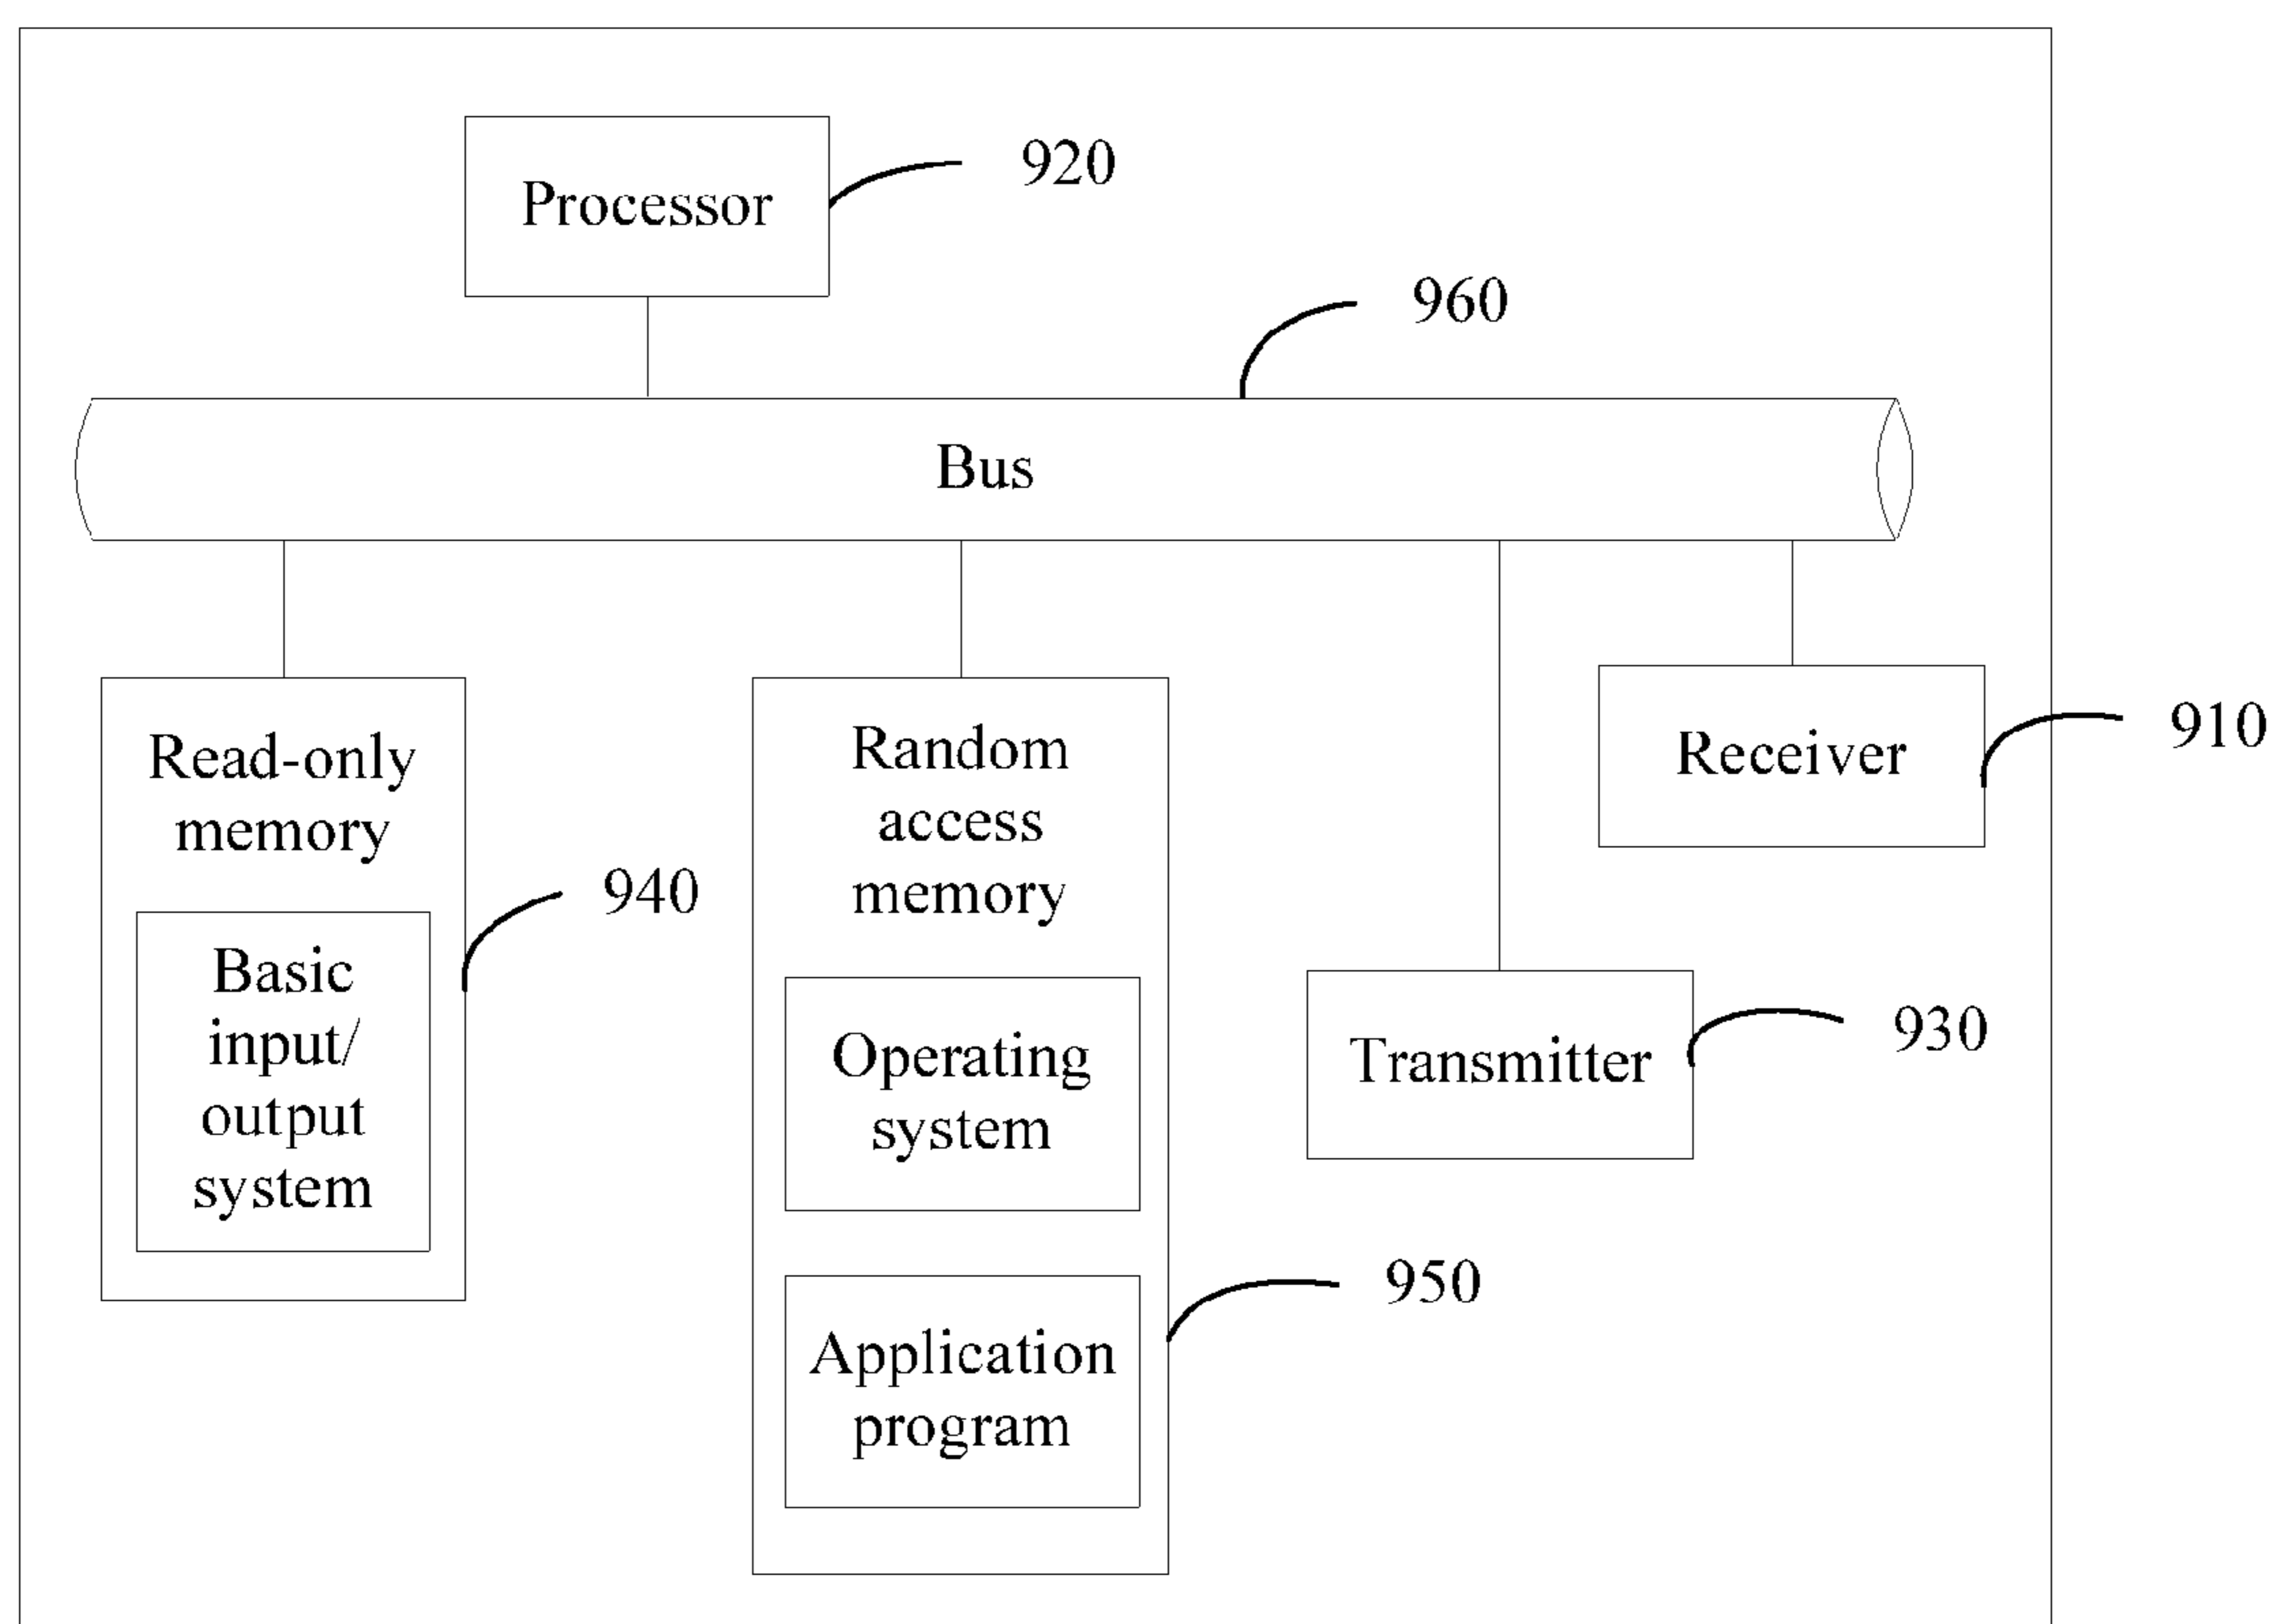 Processor
920
960
Bus
Read-only
memory
940
Basic
input/
output
system
Random
access
memory
Operating
system
Application
program
950
Transmitter
930
Receiver
910